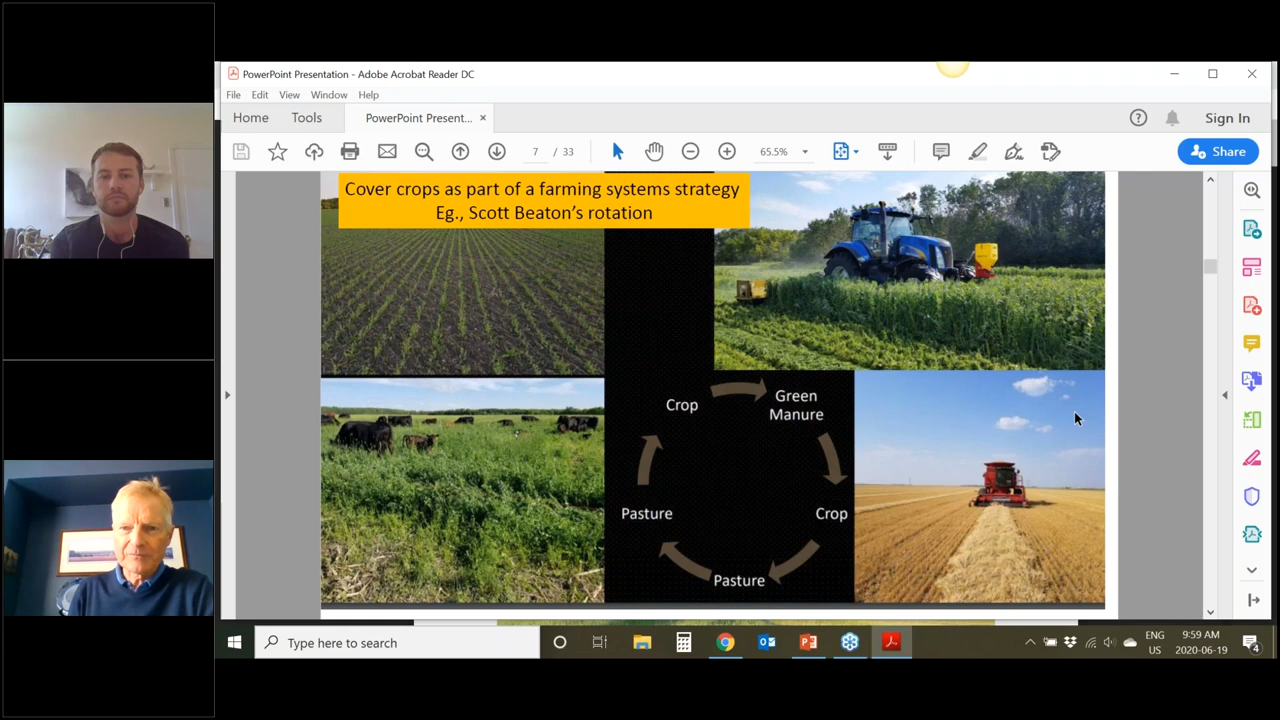 PowerPoint Presentation - Adobe Acrobat Reader DC
File Edit View Window Help
Home Tools PowerPoint Present... ×
Sign In
7 / 33
65.5%
Share
Cover crops as part of a farming systems strategy
Eg., Scott Beaton's rotation
Crop
Green
Manure
Pasture
Crop
Pasture
Type here to search
ENG
US
9:59 AM
2020-06-19
4